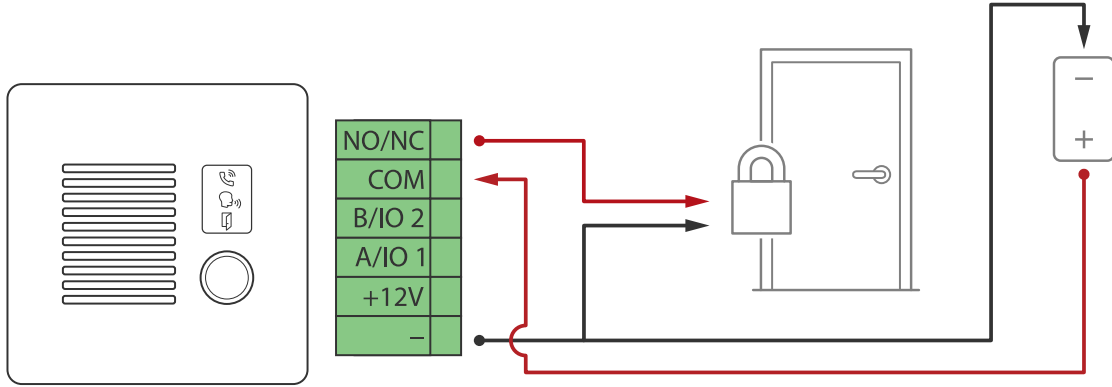 NO/NC
COM
B/IO 2
A/IO 1
+12V
–
–
+